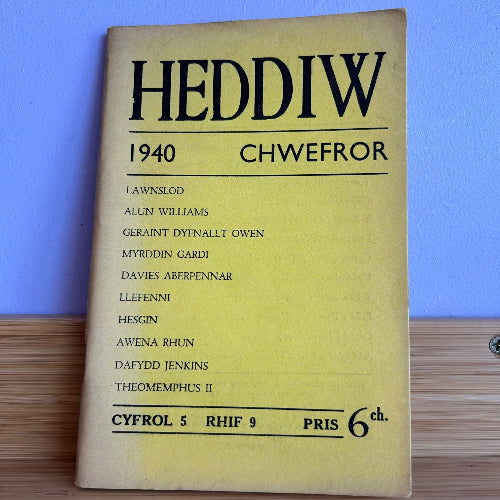 HEDDIW
1940 CHWEFROR
LAWNSLOD
ALUN WILLIAMS
GERAINT DYFNALLT OWEN
MYRDDIN GARDI
DAVIES ABERPENNAR
LLEFENNI
HESGIN
AWENA RHUN
DAFYDD JENKINS
THEOMEMPHUS II
CYFROL 5 RHIF 9 PRIS 6ch.